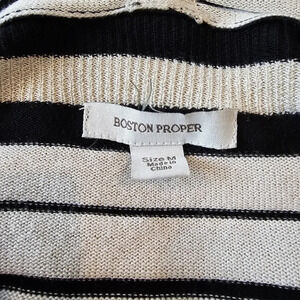 BOSTON PROPER
Size M
Made in
China